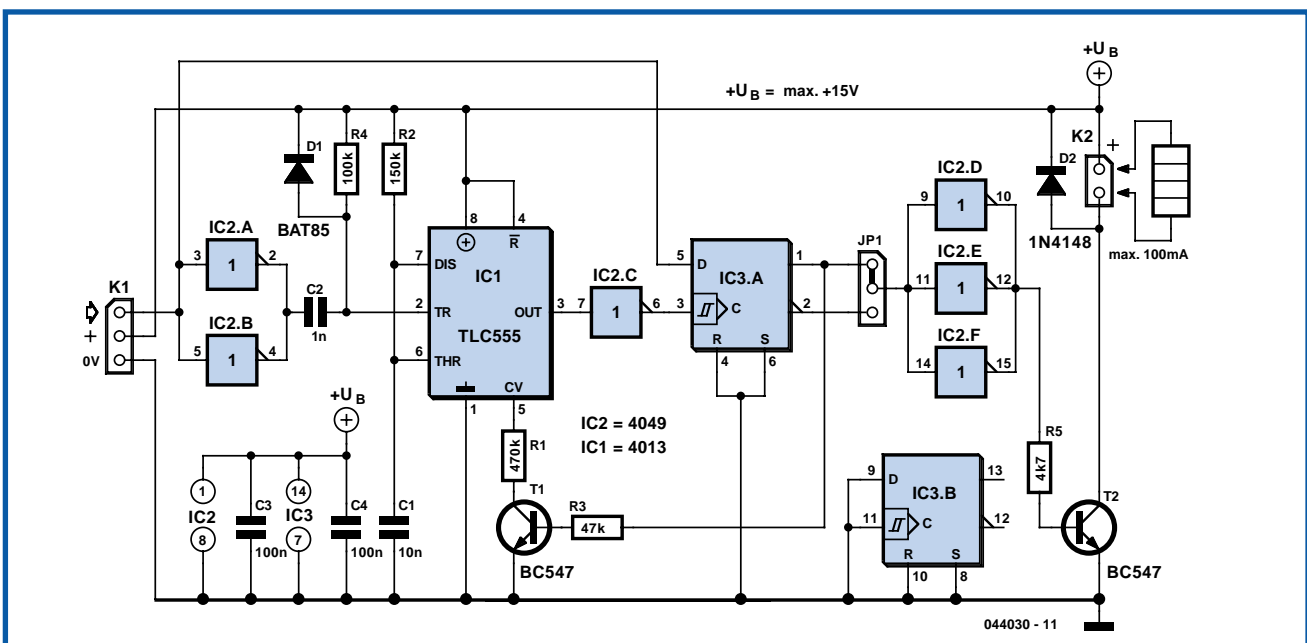 +U B
+U B = max. +15V
K2
+
D1
R4
100k
R2
150k
D2
IC2.D
9
1
10
BAT85
8
4
R
1N4148
max. 100mA
IC2.A
3
1
2
7
DIS
IC1
5
D
IC3.A
1
JP1
IC2.E
11
1
12
K1
C2
1n
2
TR
OUT
3
7
IC2.C
1
6
3
C
2
+
TLC555
IC2.B
5
1
4
6
THR
R
4
S
6
IC2.F
14
1
15
0V
CV
1
5
+U B
IC2 = 4049
IC1 = 4013
R1
470k
R5
4k7
1
14
C3
C4
C1
T1
R3
47k
9
D
IC3.B
13
T2
IC2
IC3
11
C
12
8
100n
7
100n
10n
R
S
BC547
10
8
BC547
044030 - 11